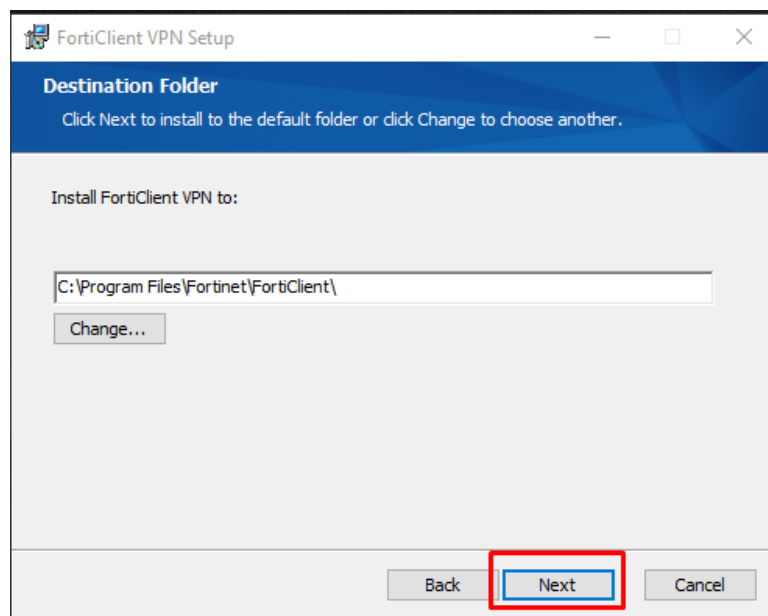 FortiClient VPN Setup
Destination Folder
Click Next to install to the default folder or click Change to choose another.
Install FortiClient VPN to:
C:\Program Files\Fortinet\FortiClient\
Change...
Back Next Cancel